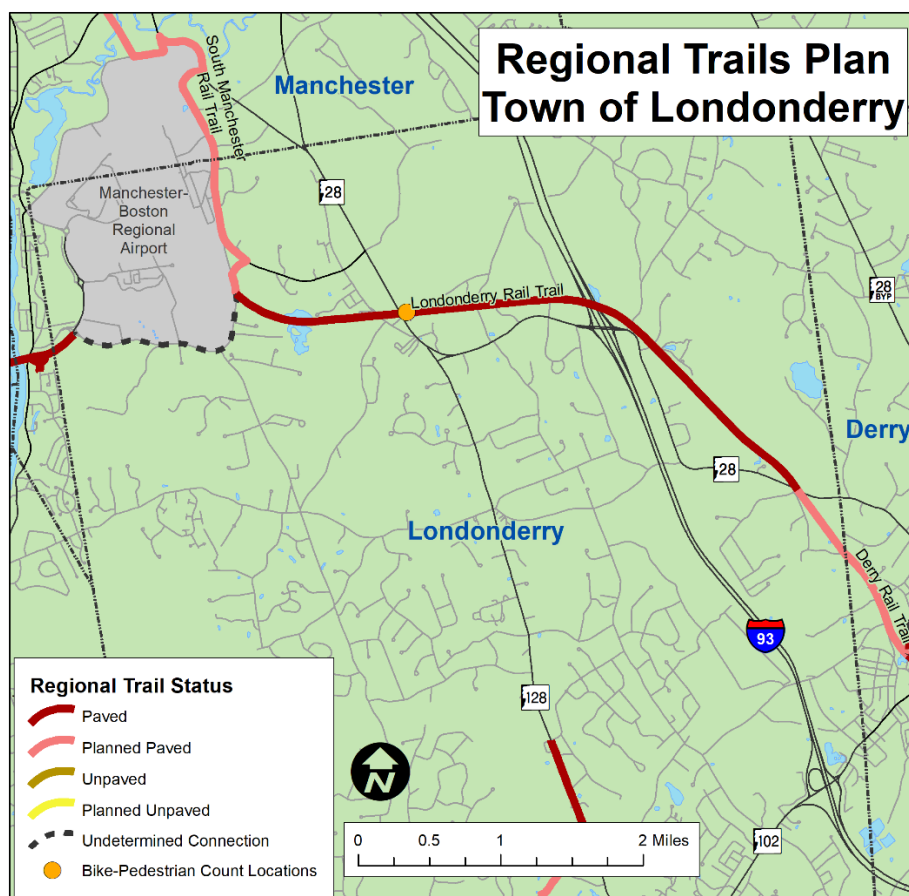 Regional Trails Plan
Town of Londonderry
South Manchester
Rail Trail
Manchester
28
Manchester-
Boston
Regional
Airport
28
BYP
Londonderry Rail Trail
Derry
28
Londonderry
Derry Rail Trail
93
128
102
Regional Trail Status
Paved
Planned Paved
Unpaved
Planned Unpaved
Undetermined Connection
Bike-Pedestrian Count Locations
N
0 0.5 1 2 Miles